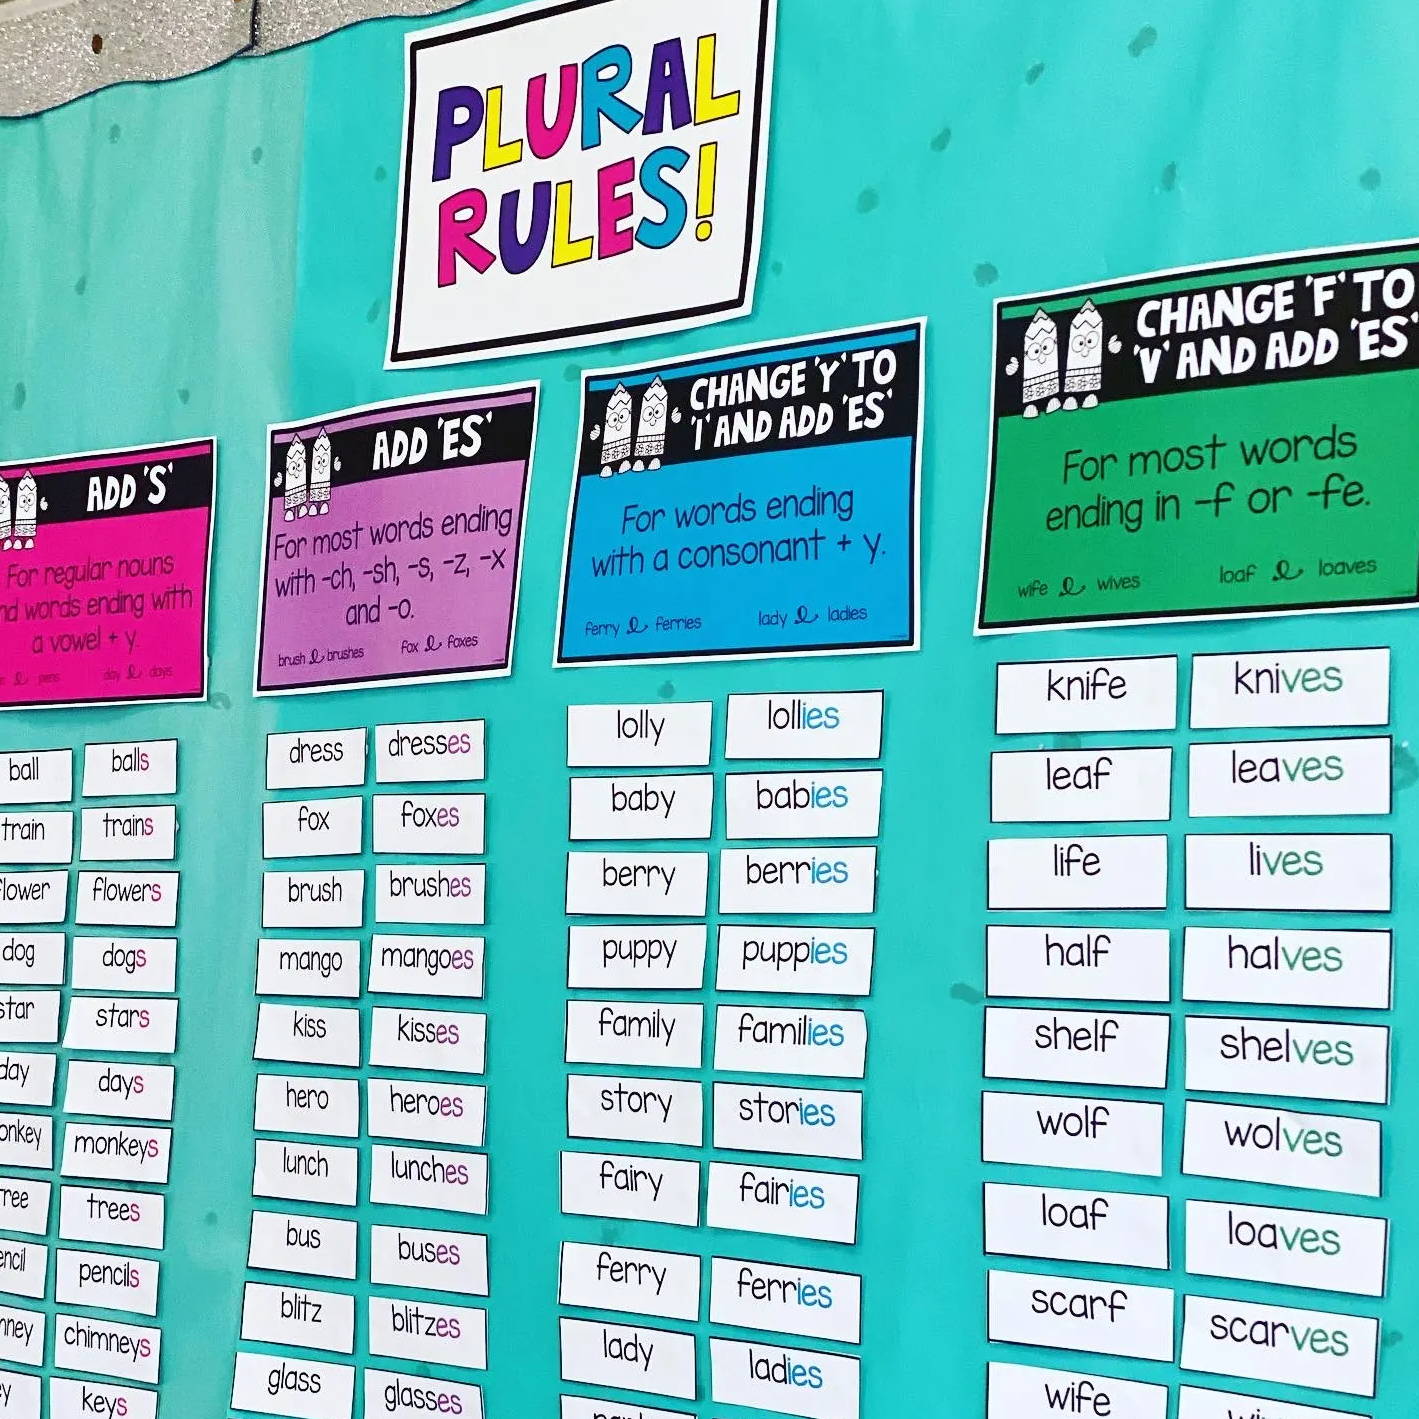 PLURAL
RULES!
ADD 'S'
For regular nouns
words ending with
a vowel + y.
pens
day days
ball balls
train trains
flowers
dog dogs
star stars
day days
monkeys
trees
pencils
chimneys
keys
ADD 'ES'
For most words ending
with -ch, -sh, -s, -z, -x
and -o.
brush brushes
fox foxes
dress dresses
fox foxes
brush brushes
mango mangoes
kiss kisses
hero heroes
lunch lunches
bus buses
blitz blitzes
glass glasses
CHANGE 'Y' TO
'I' AND ADD 'ES'
For words ending
with a consonant + y.
ferry ferries
lady ladies
lolly lollies
baby babies
berry berries
puppy puppies
family families
story stories
fairy fairies
ferry ferries
lady ladies
CHANGE 'F' TO
'V' AND ADD 'ES'
For most words
ending in -f or -fe.
wife wives
loaf loaves
knife knives
leaf leaves
life lives
half halves
shelf shelves
wolf wolves
loaf loaves
scarf scarves
wife